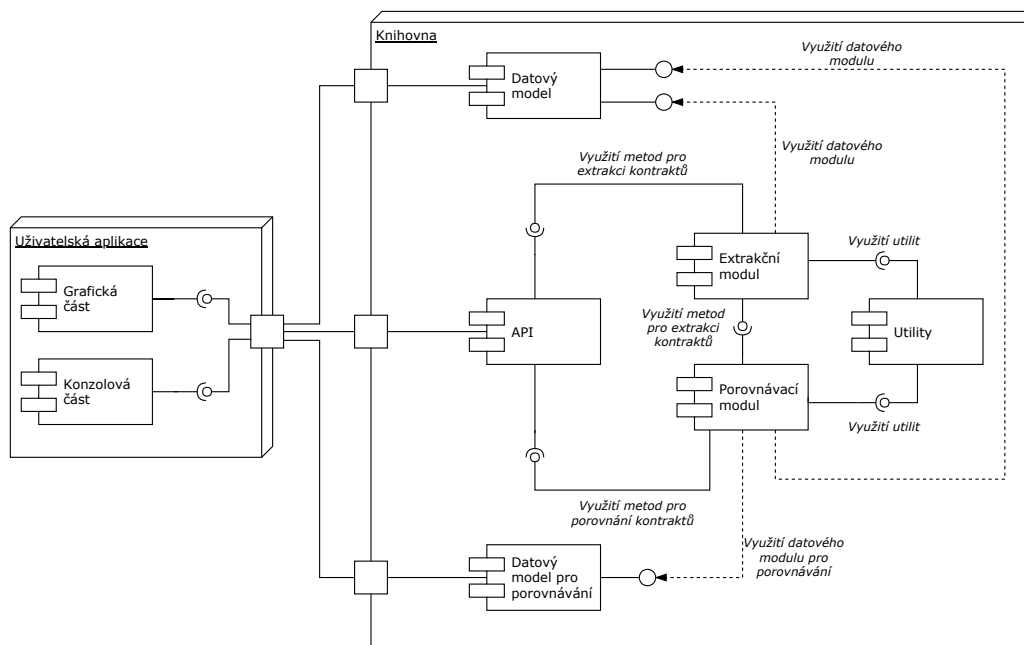 Knihovna
Využití datového
modulu
Datový
model
Využití datového
modulu
Využití metod pro
extrakci kontraktů
Uživatelská aplikace
Grafická
část
Konzolová
část
API
Extrakční
modul
Využití utilit
Využití metod
pro extrakci
kontraktů
Utility
Porovnávací
modul
Využití utilit
Využití metod pro
porovnání kontraktů
Datový
model pro
porovnávání
Využití datového
modulu pro
porovnávání